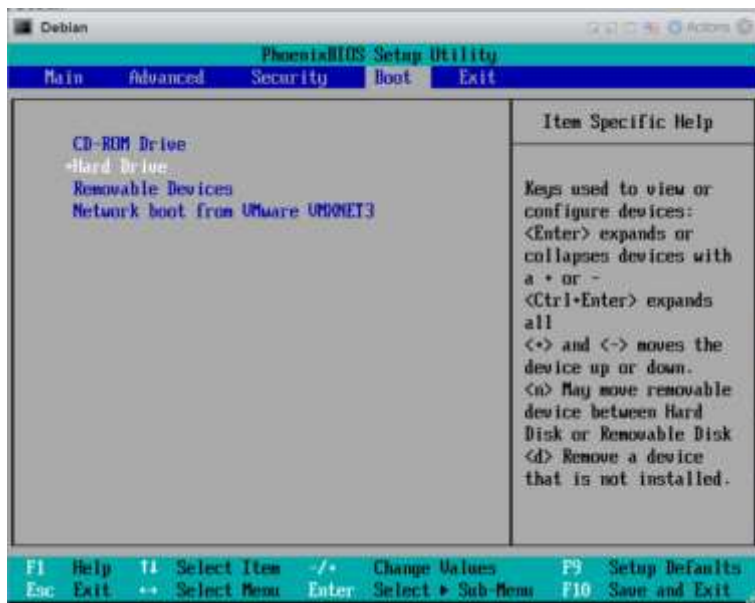 Debian
Actions
PhoenixBIOS Setup Utility
Main Advanced Security Boot Exit
CD-ROM Drive
+Hard Drive
Removable Devices
Network boot from VMware VMXNET3
Item Specific Help
Keys used to view or
configure devices:
<Enter> expands or
collapses devices with
a + or -
<Ctrl+Enter> expands
all
<+> and <-> moves the
device up or down.
<n> May move removable
device between Hard
Disk or Removable Disk
<d> Remove a device
that is not installed.
F1 Help ↑↓ Select Item -/+ Change Values F9 Setup Defaults
Esc Exit ↔ Select Menu Enter Select ▶ Sub-Menu F10 Save and Exit